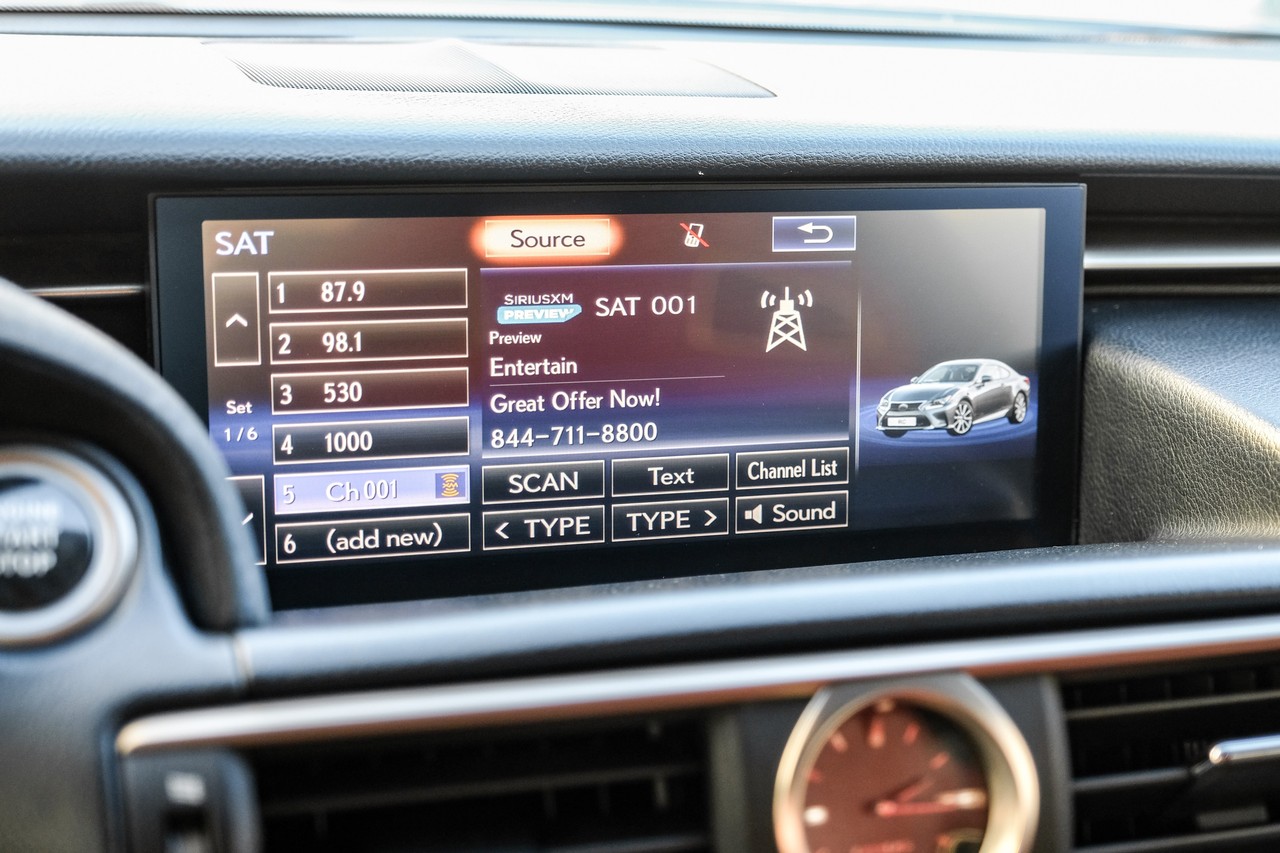 SAT
Source
1 87.9
2 98.1
3 530
Set
1/6
4 1000
5 Ch 001
6 (add new)
SIRIUSXM
PREVIEW
SAT 001
Preview
Entertain
Great Offer Now!
844-711-8800
SCAN
Text
Channel List
< TYPE
TYPE >
Sound
STOP